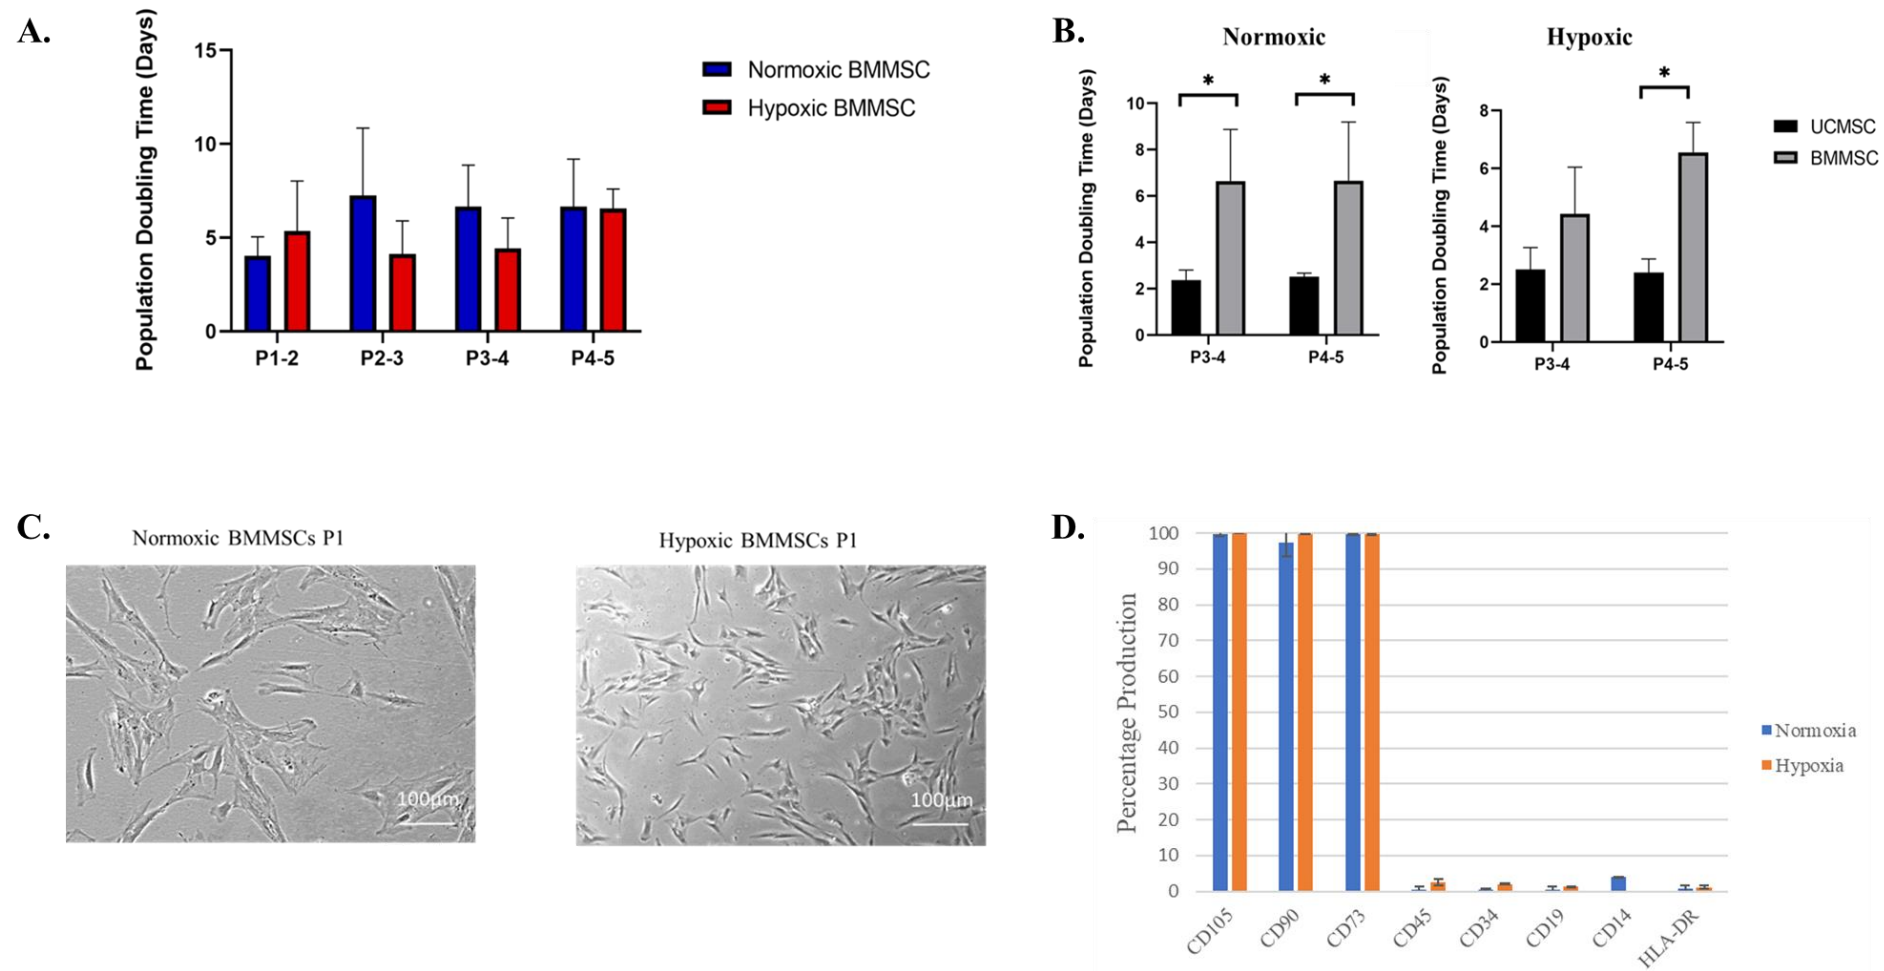 A.
Population Doubling Time (Days)
15
10
5
0
P1-2 P2-3 P3-4 P4-5
Normoxic BMMSC
Hypoxic BMMSC
B.
Normoxic
Population Doubling Time (Days)
10
8
6
4
2
0
* *
P3-4 P4-5
Hypoxic
Population Doubling Time (Days)
8
6
4
2
0
*
P3-4 P4-5
UCMSC
BMMSC
C.
Normoxic BMMSCs P1
100µm
Hypoxic BMMSCs P1
100µm
D.
Percentage Production
100
90
80
70
60
50
40
30
20
10
0
CD105 CD90 CD73 CD45 CD34 CD19 CD14 HLA-DR
Normoxia
Hypoxia